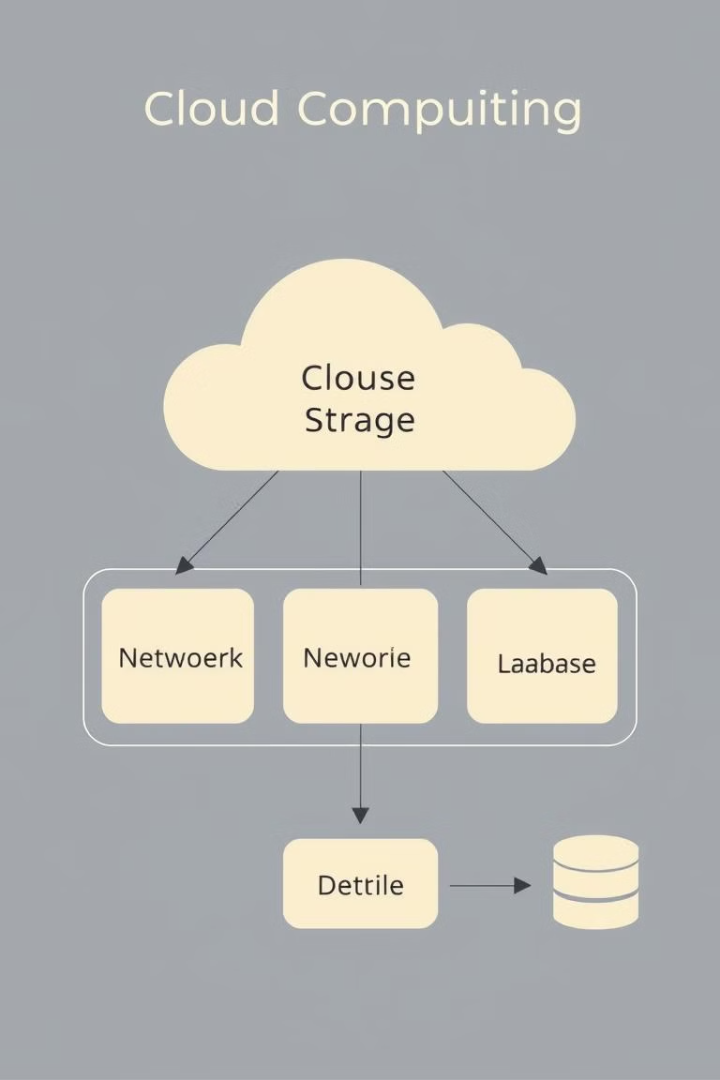 Cloud Compuiting
Clouse
Strage
Netwoerk
Neworie
Laabase
Dettile